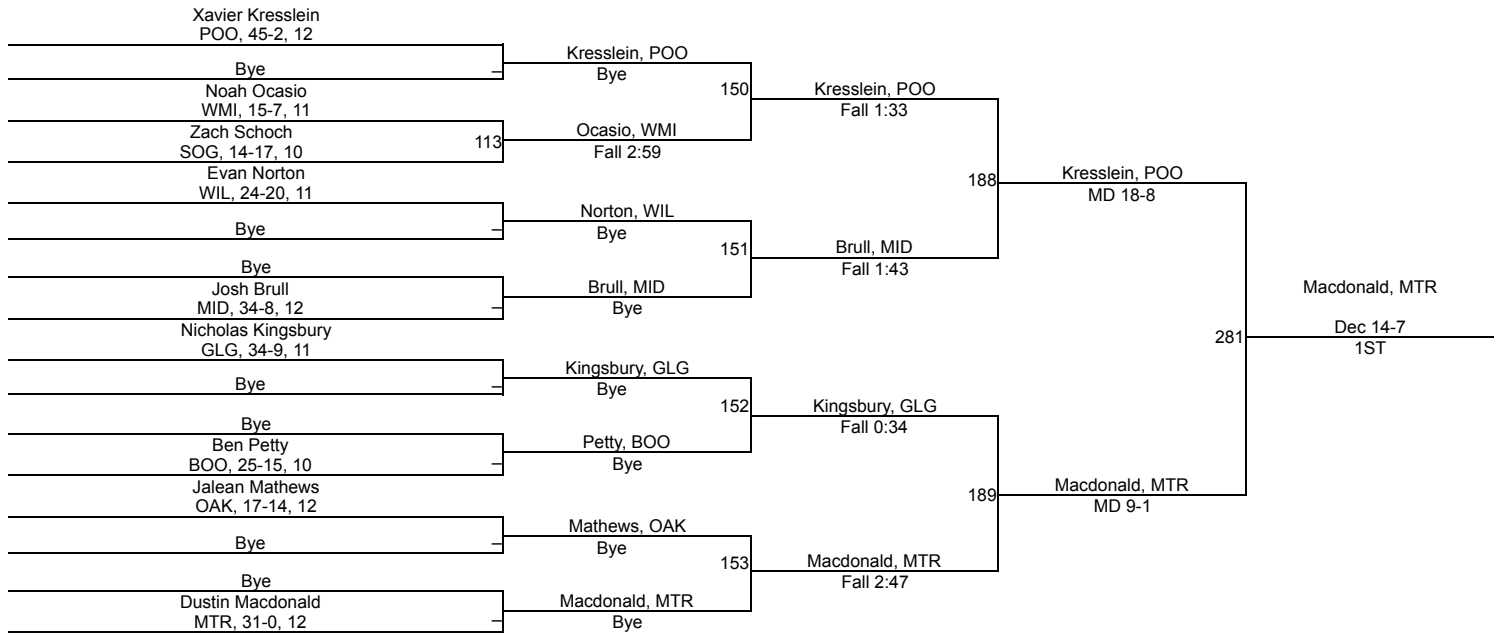 Xavier Kresslein
POO, 45-2, 12
Bye
–
Noah Ocasio
WMI, 15-7, 11
Zach Schoch
SOG, 14-17, 10
113
Evan Norton
WIL, 24-20, 11
Bye
–
Bye
Josh Brull
MID, 34-8, 12
–
Nicholas Kingsbury
GLG, 34-9, 11
Bye
–
Bye
Ben Petty
BOO, 25-15, 10
–
Jalean Mathews
OAK, 17-14, 12
Bye
–
Bye
Dustin Macdonald
MTR, 31-0, 12
–
Kresslein, POO
Bye
150
Ocasio, WMI
Fall 2:59
Norton, WIL
Bye
151
Brull, MID
Bye
Kingsbury, GLG
Bye
152
Petty, BOO
Bye
Mathews, OAK
Bye
153
Macdonald, MTR
Bye
Kresslein, POO
Fall 1:33
188
Brull, MID
Fall 1:43
Kingsbury, GLG
Fall 0:34
189
Macdonald, MTR
Fall 2:47
Kresslein, POO
MD 18-8
281
Macdonald, MTR
MD 9-1
Macdonald, MTR
Dec 14-7
1ST